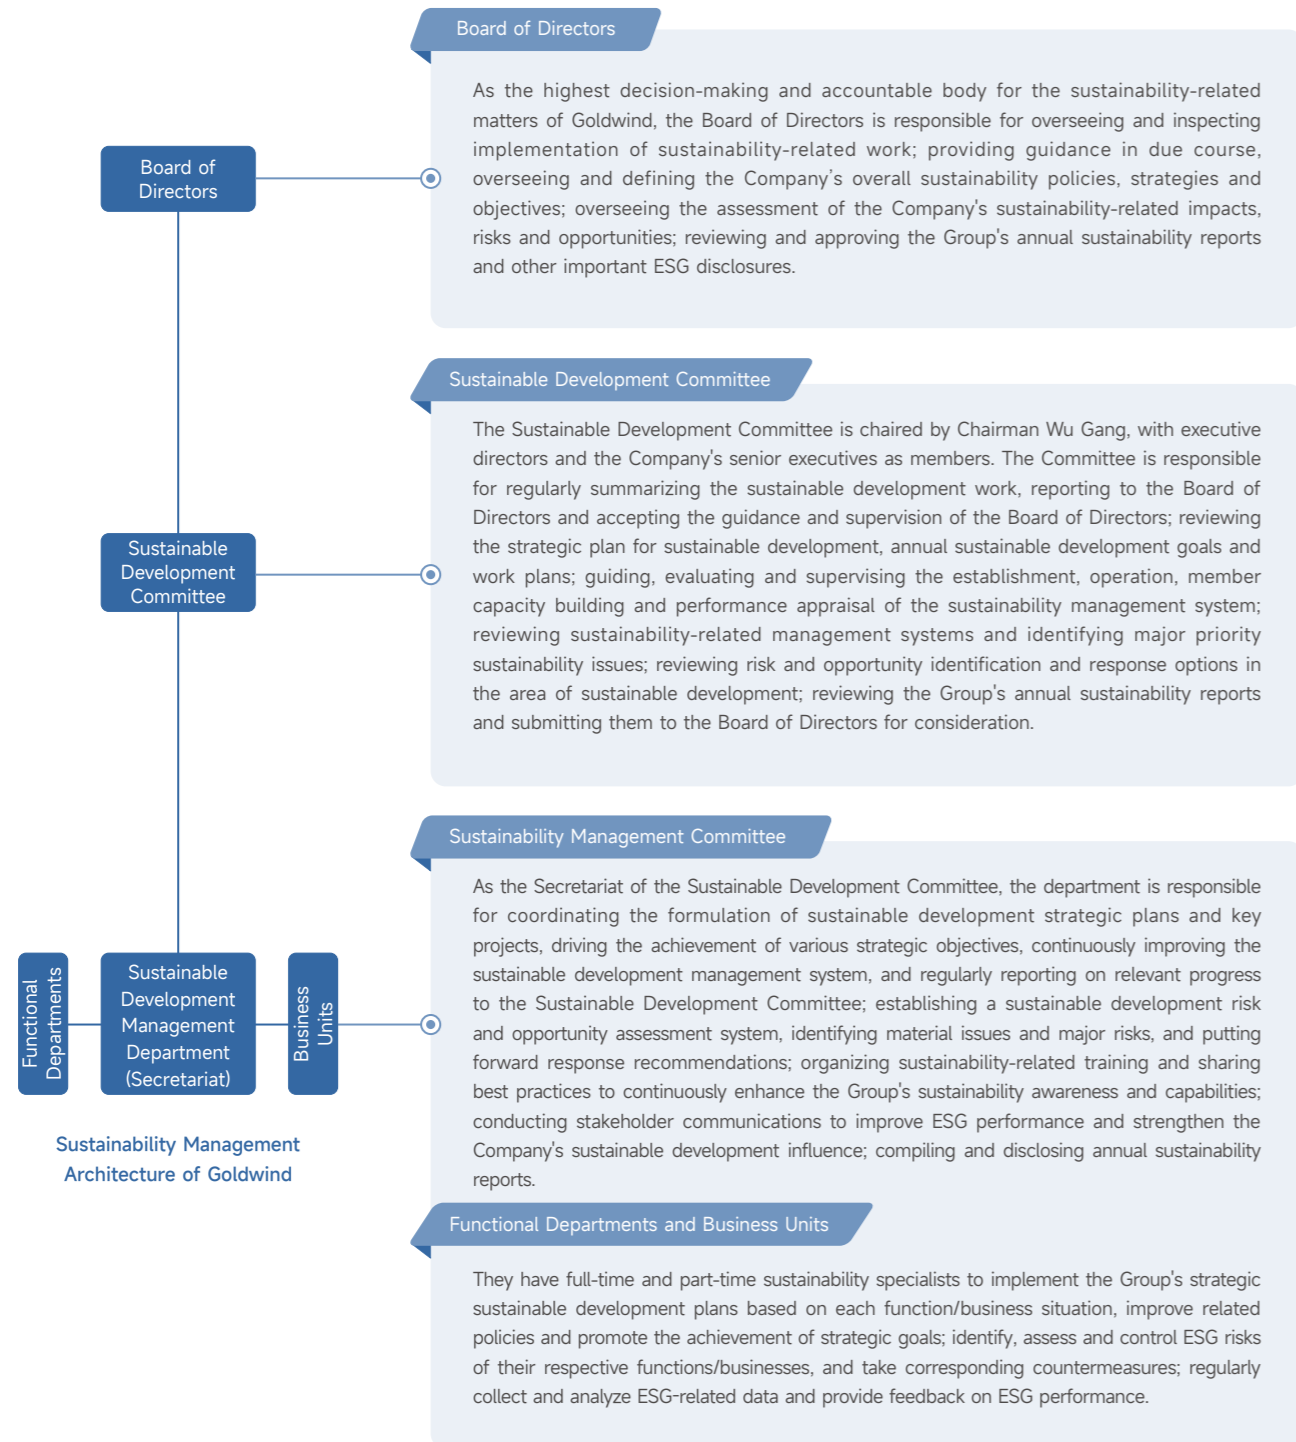 Board of Directors
As the highest decision-making and accountable body for the sustainability-related
matters of Goldwind, the Board of Directors is responsible for overseeing and inspecting
implementation of sustainability-related work; providing guidance in due course,
overseeing and defining the Company's overall sustainability policies, strategies and
objectives; overseeing the assessment of the Company's sustainability-related impacts,
risks and opportunities; reviewing and approving the Group's annual sustainability reports
and other important ESG disclosures.
Board of
Directors
Sustainable Development Committee
The Sustainable Development Committee is chaired by Chairman Wu Gang, with executive
directors and the Company's senior executives as members. The Committee is responsible
for regularly summarizing the sustainable development work, reporting to the Board of
Directors and accepting the guidance and supervision of the Board of Directors; reviewing
the strategic plan for sustainable development, annual sustainable development goals and
work plans; guiding, evaluating and supervising the establishment, operation, member
capacity building and performance appraisal of the sustainability management system;
reviewing sustainability-related management systems and identifying major priority
sustainability issues; reviewing risk and opportunity identification and response options in
the area of sustainable development; reviewing the Group's annual sustainability reports
and submitting them to the Board of Directors for consideration.
Sustainable
Development
Committee
Sustainability Management Committee
As the Secretariat of the Sustainable Development Committee, the department is responsible
for coordinating the formulation of sustainable development strategic plans and key
projects, driving the achievement of various strategic objectives, continuously improving the
sustainable development management system, and regularly reporting on relevant progress
to the Sustainable Development Committee; establishing a sustainable development risk
and opportunity assessment system, identifying material issues and major risks, and putting
forward response recommendations; organizing sustainability-related training and sharing
best practices to continuously enhance the Group's sustainability awareness and capabilities;
conducting stakeholder communications to improve ESG performance and strengthen the
Company's sustainable development influence; compiling and disclosing annual sustainability
reports.
Functional
Departments
Sustainable
Development
Management
Department
(Secretariat)
Business
Units
Sustainability Management
Architecture of Goldwind
Functional Departments and Business Units
They have full-time and part-time sustainability specialists to implement the Group's strategic
sustainable development plans based on each function/business situation, improve related
policies and promote the achievement of strategic goals; identify, assess and control ESG risks
of their respective functions/businesses, and take corresponding countermeasures; regularly
collect and analyze ESG-related data and provide feedback on ESG performance.